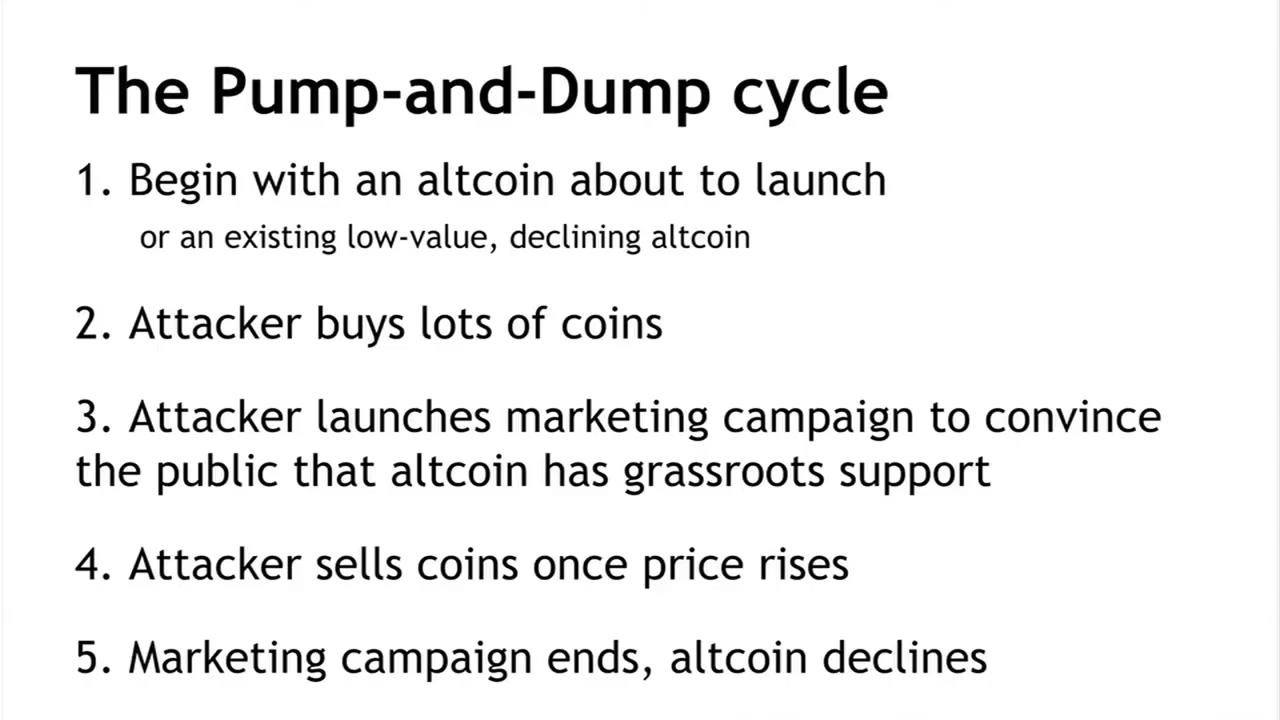 The Pump-and-Dump cycle
1. Begin with an altcoin about to launch
or an existing low-value, declining altcoin
2. Attacker buys lots of coins
3. Attacker launches marketing campaign to convince
the public that altcoin has grassroots support
4. Attacker sells coins once price rises
5. Marketing campaign ends, altcoin declines